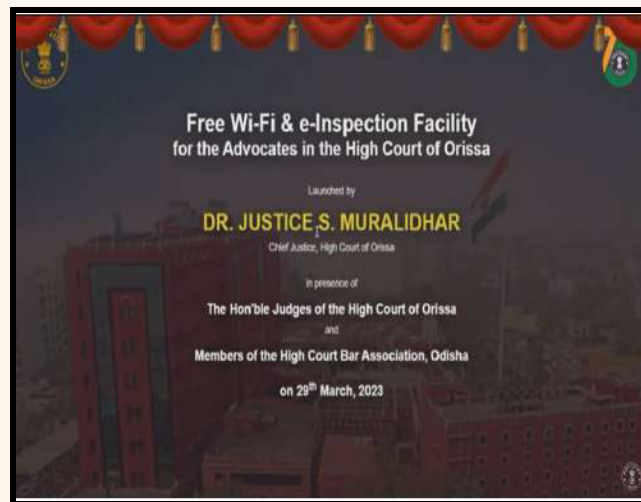 Free Wi-Fi & e-Inspection Facility
for the Advocates in the High Court of Orissa
Launched by
DR. JUSTICE S. MURALIDHAR
Chief Justice, High Court of Orissa
in presence of
The Hon'ble Judges of the High Court of Orissa
and
Members of the High Court Bar Association, Odisha
on 29th March, 2023